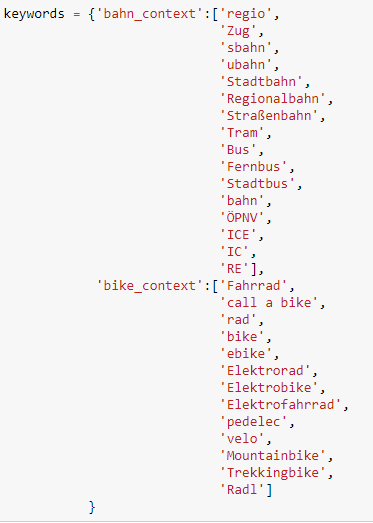 keywords = {'bahn_context':['regio',
'Zug',
'sbahn',
'ubahn',
'Stadtbahn',
'Regionalbahn',
'Straßenbahn',
'Tram',
'Bus',
'Fernbus',
'Stadtbus',
'bahn',
'ÖPNV',
'ICE',
'IC',
'RE'],
'bike_context':['Fahrrad',
'call a bike',
'rad',
'bike',
'ebike',
'Elektrorad',
'Elektrobike',
'Elektrofahrrad',
'pedelec',
'velo',
'Mountainbike',
'Trekkingbike',
'Radl']
}